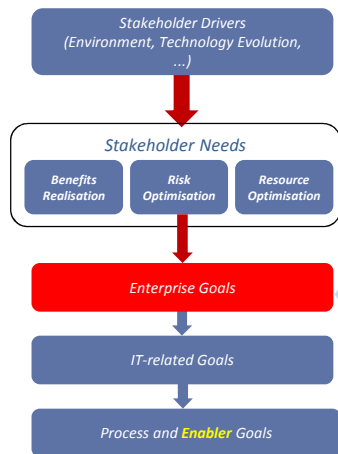 Stakeholder Drivers
(Environment, Technology Evolution,
...)
Stakeholder Needs
Benefits
Realisation
Risk
Optimisation
Resource
Optimisation
Enterprise Goals
IT-related Goals
Process and Enabler Goals